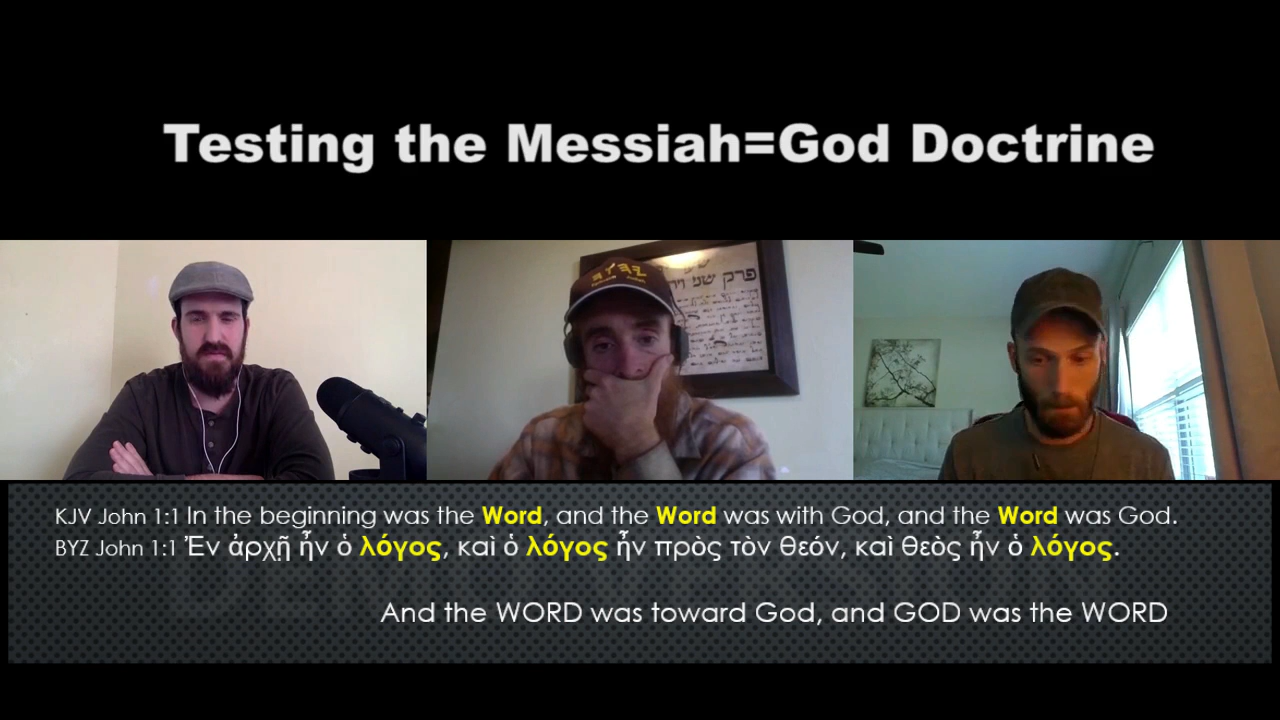 Testing the Messiah=God Doctrine
פרק שמ
KJV John 1:1 In the beginning was the Word, and the Word was with God, and the Word was God.
BYZ John 1:1 Ἐν ἀρχῇ ἦν ὁ λόγος, καὶ ὁ λόγος ἦν πρὸς τὸν θεόν, καὶ θεὸς ἦν ὁ λόγος.
And the WORD was toward God, and GOD was the WORD